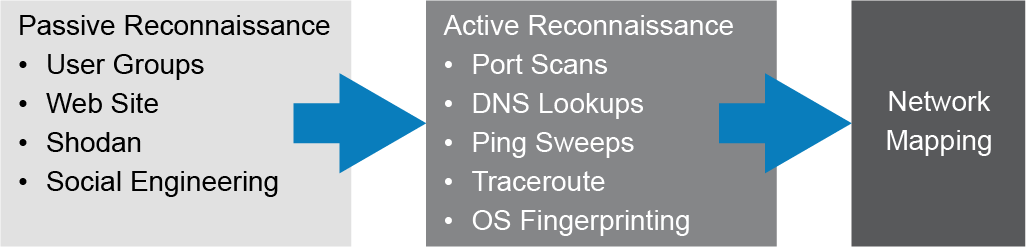 Passive Reconnaissance
• User Groups
• Web Site
• Shodan
• Social Engineering
Active Reconnaissance
• Port Scans
• DNS Lookups
• Ping Sweeps
• Traceroute
• OS Fingerprinting
Network
Mapping